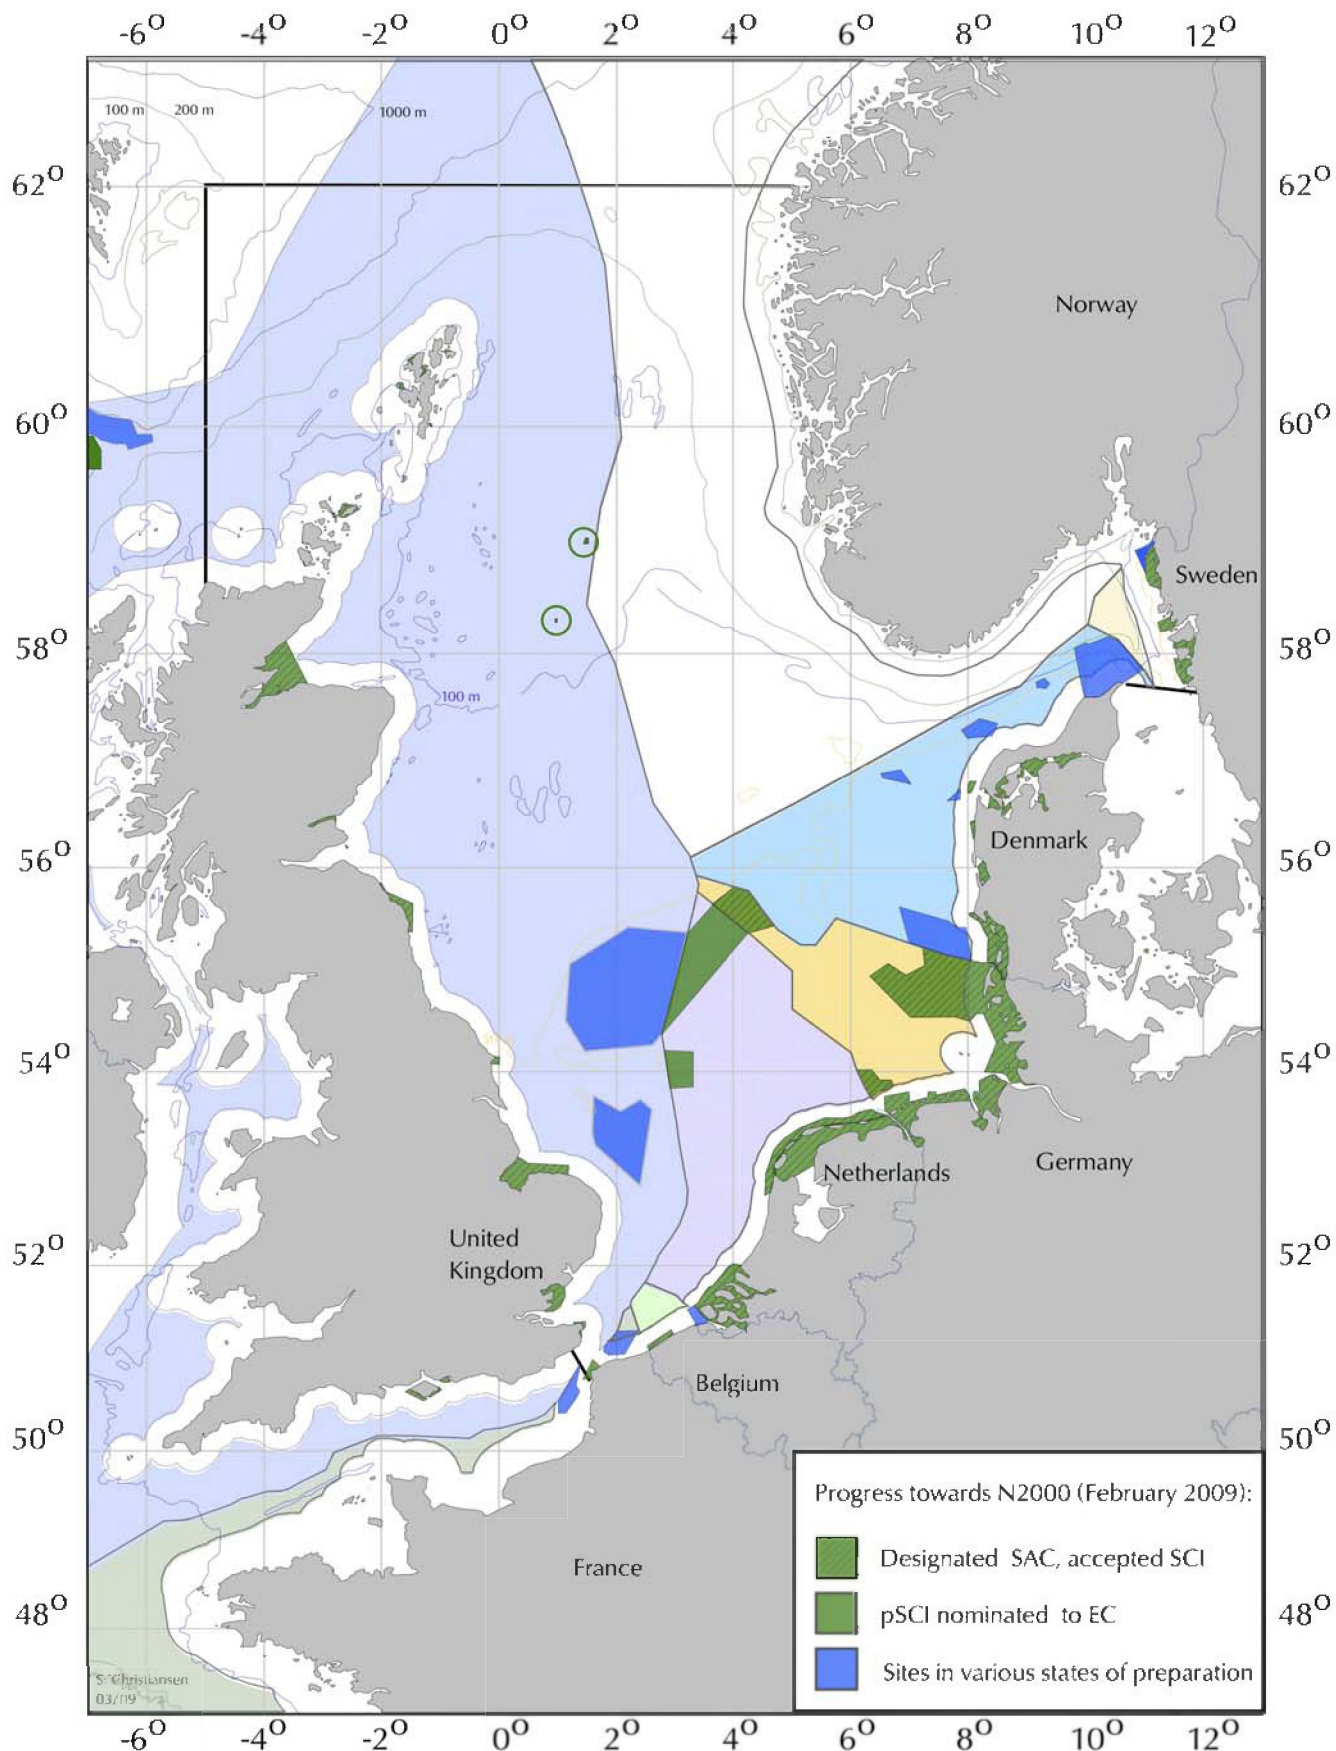 -6° -4° -2° 0° 2° 4° 6° 8° 10° 12°
100 m 200 m 1000 m
62° 62°
Norway
60° 60°
Sweden
58° 58°
100 m
Denmark
56° 56°
54° 54°
Germany
Netherlands
52° 52°
United
Kingdom
Belgium
50° 50°
Progress towards N2000 (February 2009):
Designated SAC, accepted SCI
France
48° 48°
pSCI nominated to EC
Sites in various states of preparation
S. Christiansen
03/09
-6° -4° -2° 0° 2° 4° 6° 8° 10° 12°